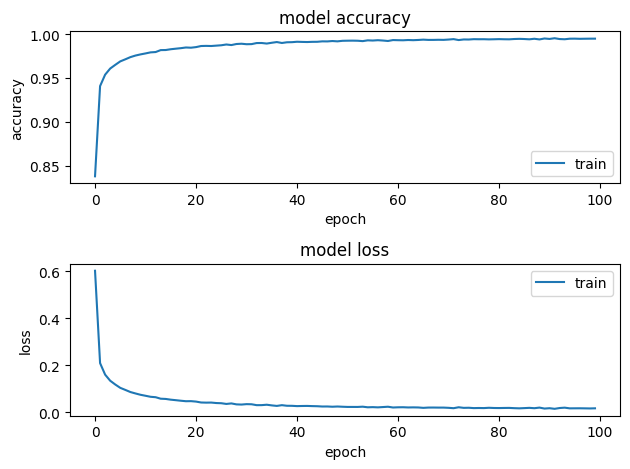 model accuracy
1.00
0.95
0.90
0.85
accuracy
train
0 20 40 60 80 100
epoch
model loss
0.6
0.4
0.2
0.0
loss
train
0 20 40 60 80 100
epoch